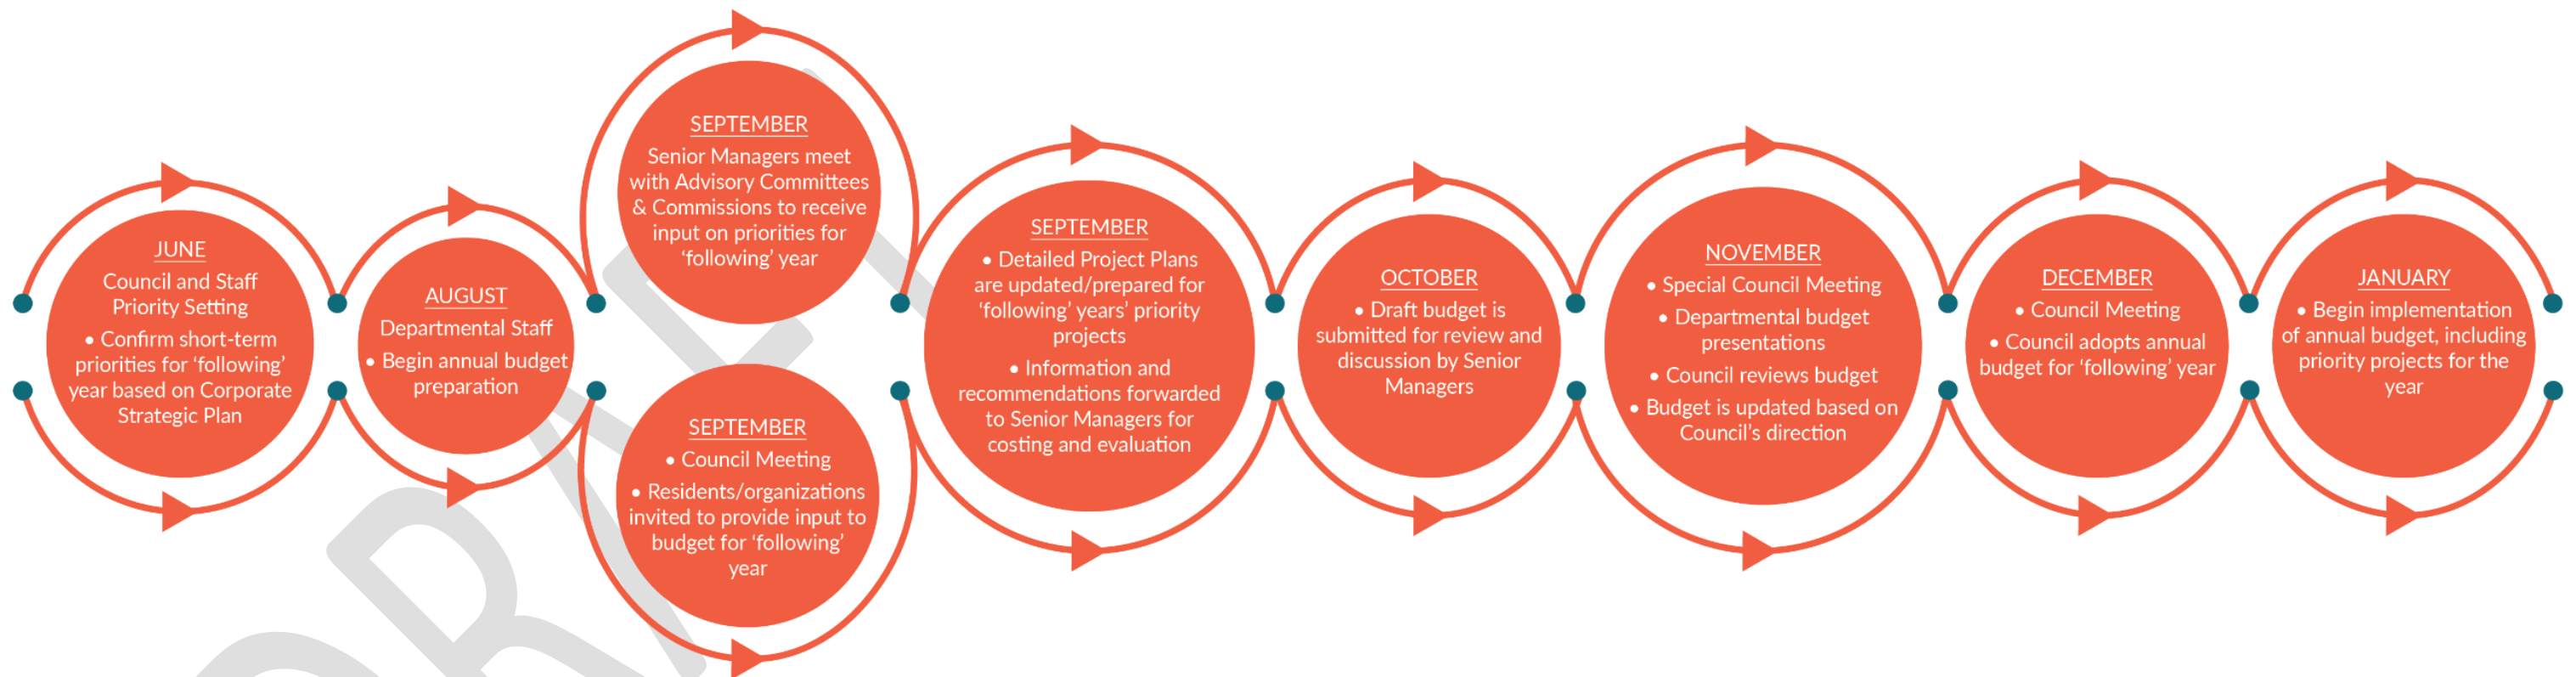 JUNE
Council and Staff
Priority Setting
• Confirm short-term
priorities for ‘following’
year based on Corporate
Strategic Plan
AUGUST
Departmental Staff
• Begin annual budget
preparation
SEPTEMBER
Senior Managers meet
with Advisory Committees
& Commissions to receive
input on priorities for
‘following’ year
SEPTEMBER
• Council Meeting
• Residents/organizations
invited to provide input to
budget for ‘following’
year
SEPTEMBER
• Detailed Project Plans
are updated/prepared for
‘following’ years’ priority
projects
• Information and
recommendations forwarded
to Senior Managers for
costing and evaluation
OCTOBER
• Draft budget is
submitted for review and
discussion by Senior
Managers
NOVEMBER
• Special Council Meeting
• Departmental budget
presentations
• Council reviews budget
• Budget is updated based on
Council’s direction
DECEMBER
• Council Meeting
• Council adopts annual
budget for ‘following’ year
JANUARY
• Begin implementation
of annual budget, including
priority projects for the
year